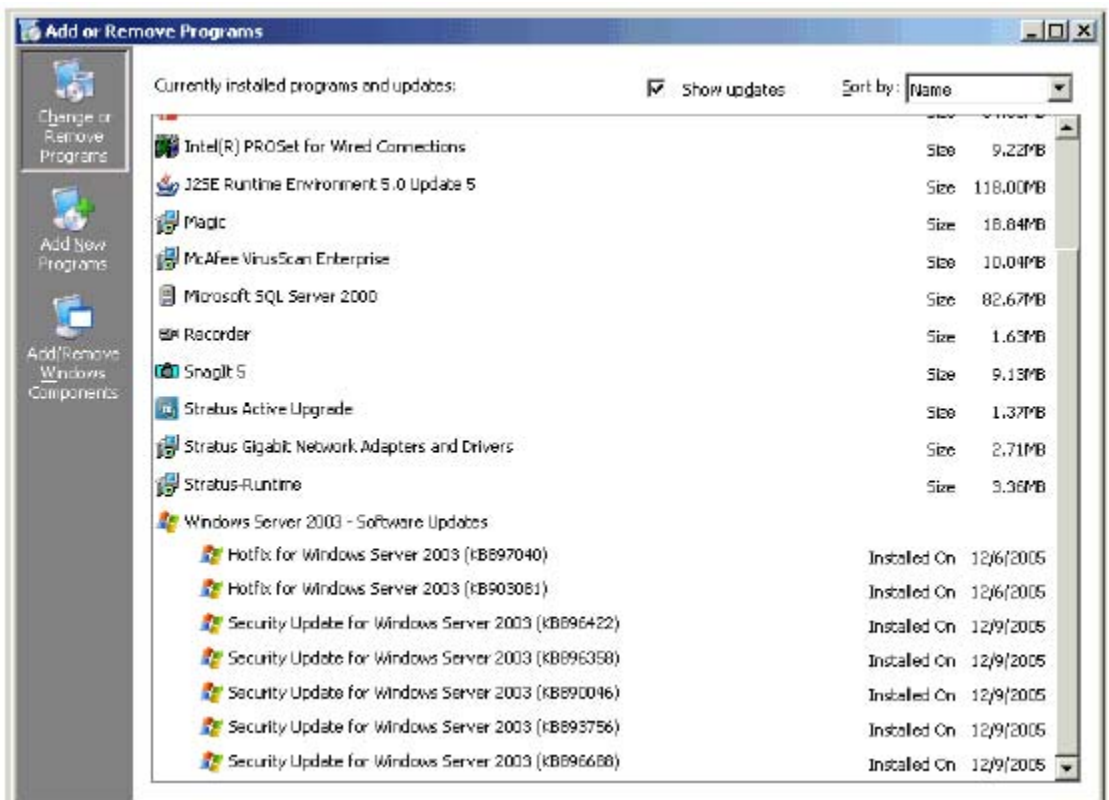 Add or Remove Programs
Change or
Remove
Programs
Add New
Programs
Add/Remove
Windows
Components
Currently installed programs and updates:
Show updates
Sort by: Name
Intel(R) PROSet for Wired Connections Size 9.22MB
J2SE Runtime Environment 5.0 Update 5 Size 118.00MB
Magic Size 18.84MB
McAfee VirusScan Enterprise Size 10.04MB
Microsoft SQL Server 2000 Size 82.67MB
Recorder Size 1.63MB
SnagIt 5 Size 9.13MB
Stratus Active Upgrade Size 1.37MB
Stratus Gigabit Network Adapters and Drivers Size 2.71MB
Stratus-Runtime Size 3.36MB
Windows Server 2003 - Software Updates
Hotfix for Windows Server 2003 (KB897040) Installed On 12/6/2005
Hotfix for Windows Server 2003 (KB903081) Installed On 12/6/2005
Security Update for Windows Server 2003 (KB896422) Installed On 12/9/2005
Security Update for Windows Server 2003 (KB896358) Installed On 12/9/2005
Security Update for Windows Server 2003 (KB890046) Installed On 12/9/2005
Security Update for Windows Server 2003 (KB893756) Installed On 12/9/2005
Security Update for Windows Server 2003 (KB896688) Installed On 12/9/2005